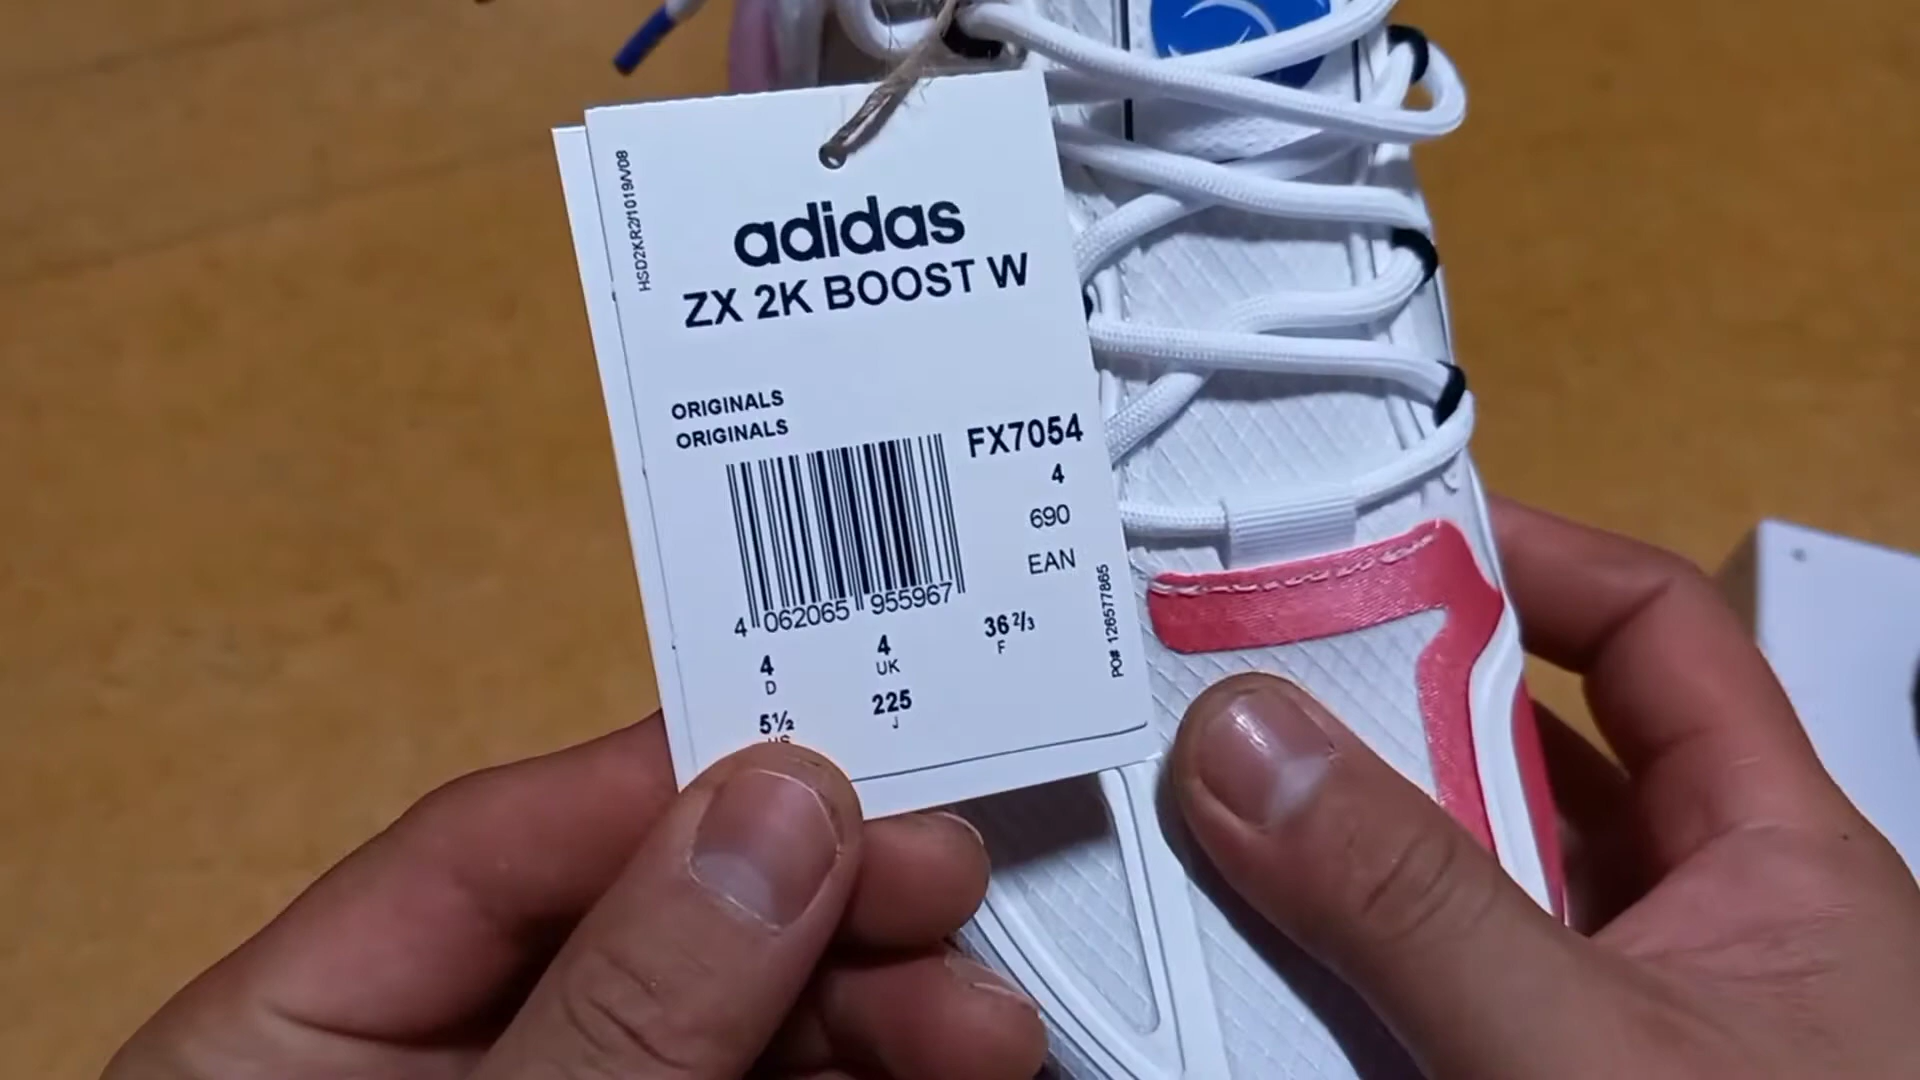 HSD2KR2/1019/V08
adidas
ZX 2K BOOST W
ORIGINALS
ORIGINALS
FX7054
4
690
EAN
4 062065 955967
4
D
4
UK
36 2/3
F
5½
US
225
J
PO# 126577865